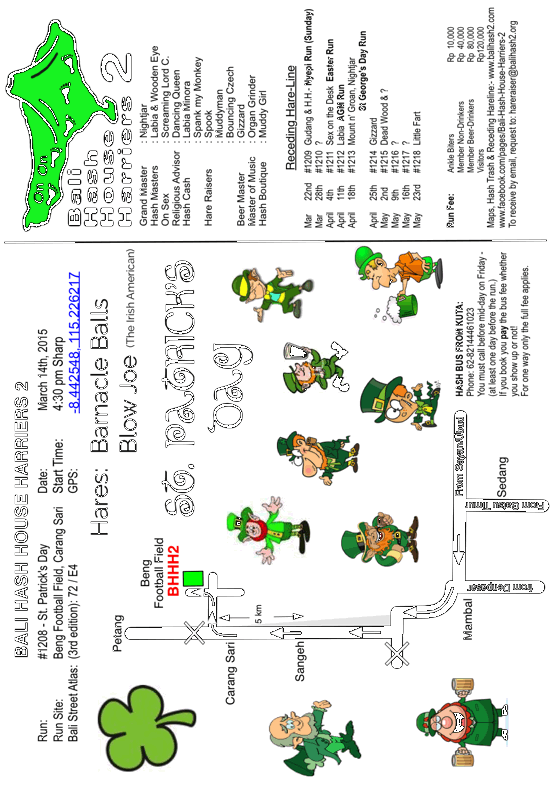 BALI HASH HOUSE HARRIERS 2
Run: #1208 - St. Patrick's Day
Run Site: Beng Football Field, Carang Sari
Bali Street Atlas: (3rd edition): 72 / E4
Date: March 14th, 2015
Start Time: 4:30 pm Sharp
GPS: -8.442548, 115.226217
Hares: Barnacle Balls
Blow Joe (The Irish American)
St. Patrick's
Day
Petang
Beng
Football Field
BHHH2
Carang Sari
5 km
Sangeh
Mambal
from Denpasar
From Sayan/Ubud
Sedang
From Batu Bulan
HASH BUS FROM KUTA:
Phone: 62-82144461023
You must call before mid-day on Friday -
(at least one day before the run.)
If you book you pay the bus fee whether
you show up or not!
For one way only the full fee applies.
On On
Bali
Hash
House
Harriers 2
Grand Master : Nightjar
Hash Masters : Labia & Wooden Eye
On Sex : Screaming Lord C.
Religious Advisor : Dancing Queen
Hash Cash : Labia Minora
: Spank my Monkey
Hare Raisers : Spook
: Muddyman
: Bouncing Czech
Beer Master : Gizzard
Master of Music : Organ Grinder
Hash Boutique : Muddy Girl
Receding Hare-Line
Mar 22nd #1209 Gudang & H.H.- Nyepi Run (Sunday)
Mar 28th #1210 ?
April 4th #1211 Sex on the Desk Easter Run
April 11th #1212 Labia AGM Run
April 18th #1213 Mount n' Groan, Nightjar
St George's Day Run
April 25th #1214 Gizzard
May 2nd #1215 Dead Wood & ?
May 9th #1216 ?
May 16th #1217 ?
May 23rd #1218 Little Fart
Run Fee: Ankle Biters Rp 10,000
Member Non-Drinkers Rp 40,000
Member Beer-Drinkers Rp 80,000
Visitors Rp120,000
Maps, Hash Trash & Receding Hareline:- www.balihash2.com
www.facebook.com/pages/Bali-Hash-House-Harriers-2
To receive by email, request to: hareraiser@balihash2.org